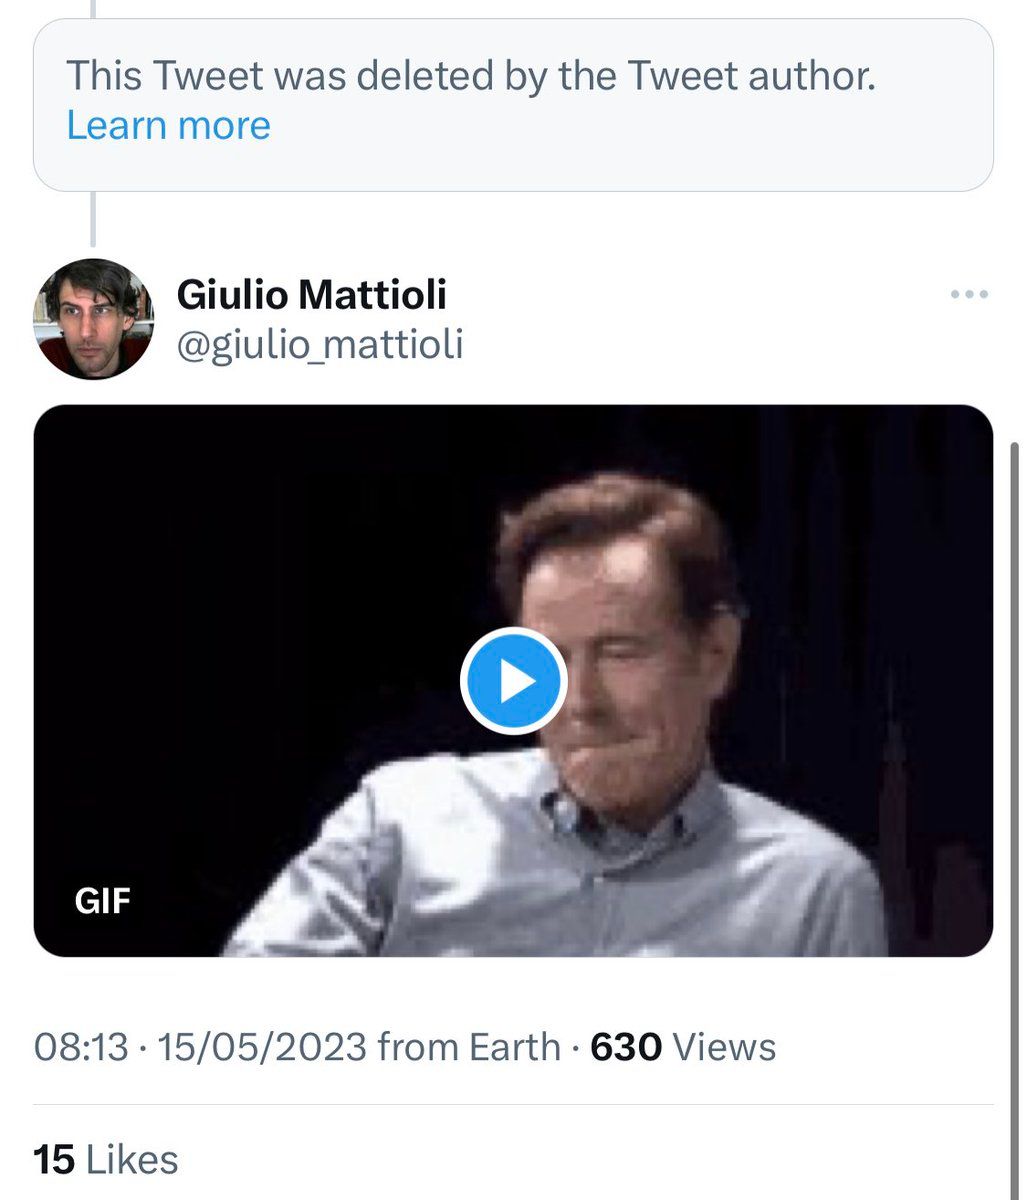 This Tweet was deleted by the Tweet author.
Learn more
Giulio Mattioli
@giulio_mattioli
GIF
08:13 · 15/05/2023 from Earth · 630 Views
15 Likes